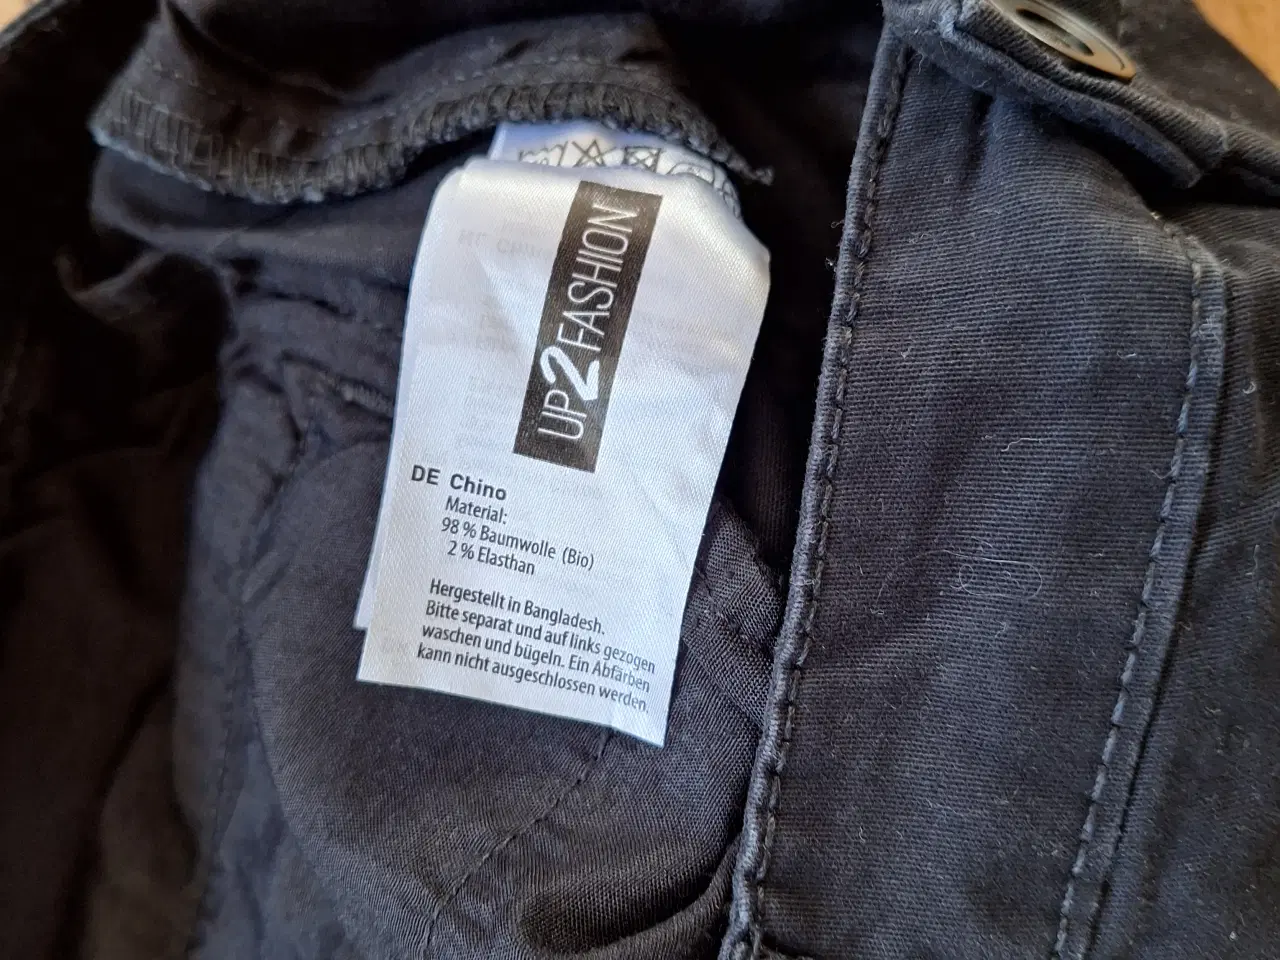 UP2FASHION
DE Chino
Material:
98 % Baumwolle (Bio)
2 % Elasthan
Hergestellt in Bangladesh.
Bitte separat und auf links gezogen
waschen und bügeln. Ein Abfärben
kann nicht ausgeschlossen werden.